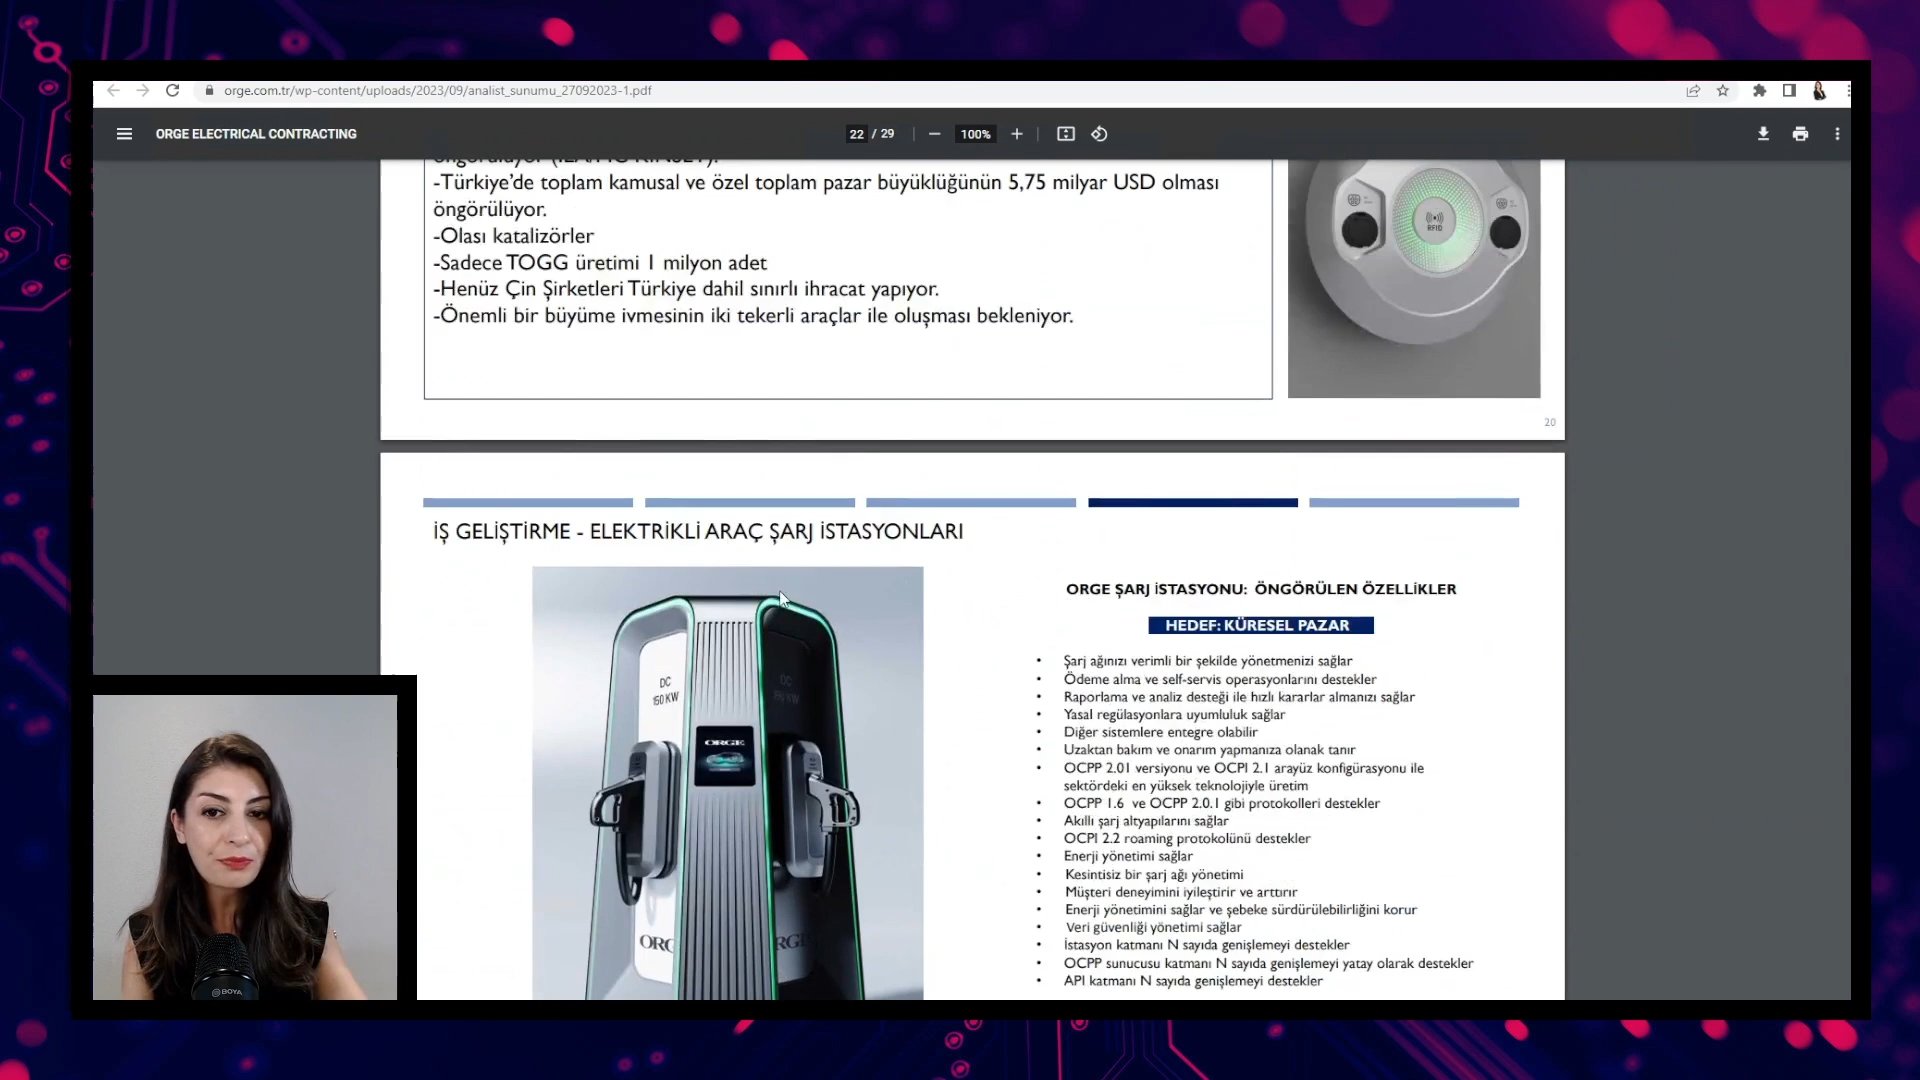 orge.com.tr/wp-content/uploads/2023/09/analist_sunumu_27092023-1.pdf
ORGE ELECTRICAL CONTRACTING
22 / 29
100%
-Türkiye'de toplam kamusal ve özel toplam pazar büyüklüğünün 5,75 milyar USD olması
öngörülüyor.
-Olası katalizörler
-Sadece TOGG üretimi 1 milyon adet
-Henüz Çin Şirketleri Türkiye dahil sınırlı ihracat yapıyor.
-Önemli bir büyüme ivmesinin iki tekerli araçlar ile oluşması bekleniyor.
RFID
20
İŞ GELİŞTİRME - ELEKTRİKLİ ARAÇ ŞARJ İSTASYONLARI
DC
150 KW
ORGE
ORGE ŞARJ İSTASYONU: ÖNGÖRÜLEN ÖZELLİKLER
HEDEF: KÜRESEL PAZAR
• Şarj ağınızı verimli bir şekilde yönetmenizi sağlar
• Ödeme alma ve self-servis operasyonlarını destekler
• Raporlama ve analiz desteği ile hızlı kararlar almanızı sağlar
• Yasal regülasyonlara uyumluluk sağlar
• Diğer sistemlere entegre olabilir
• Uzaktan bakım ve onarım yapmanıza olanak tanır
• OCPP 2.01 versiyonu ve OCPI 2.1 arayüz konfigürasyonu ile
sektördeki en yüksek teknolojiyle üretim
• OCPP 1.6 ve OCPP 2.0.1 gibi protokolleri destekler
• Akıllı şarj altyapılarını sağlar
• OCPI 2.2 roaming protokolünü destekler
• Enerji yönetimi sağlar
• Kesintisiz bir şarj ağı yönetimi
• Müşteri deneyimini iyileştirir ve arttırır
• Enerji yönetimini sağlar ve şebeke sürdürülebilirliğini korur
• Veri güvenliği yönetimi sağlar
• İstasyon katmanı N sayıda genişlemeyi destekler
• OCPP sunucusu katmanı N sayıda genişlemeyi yatay olarak destekler
• API katmanı N sayıda genişlemeyi destekler
BOYA